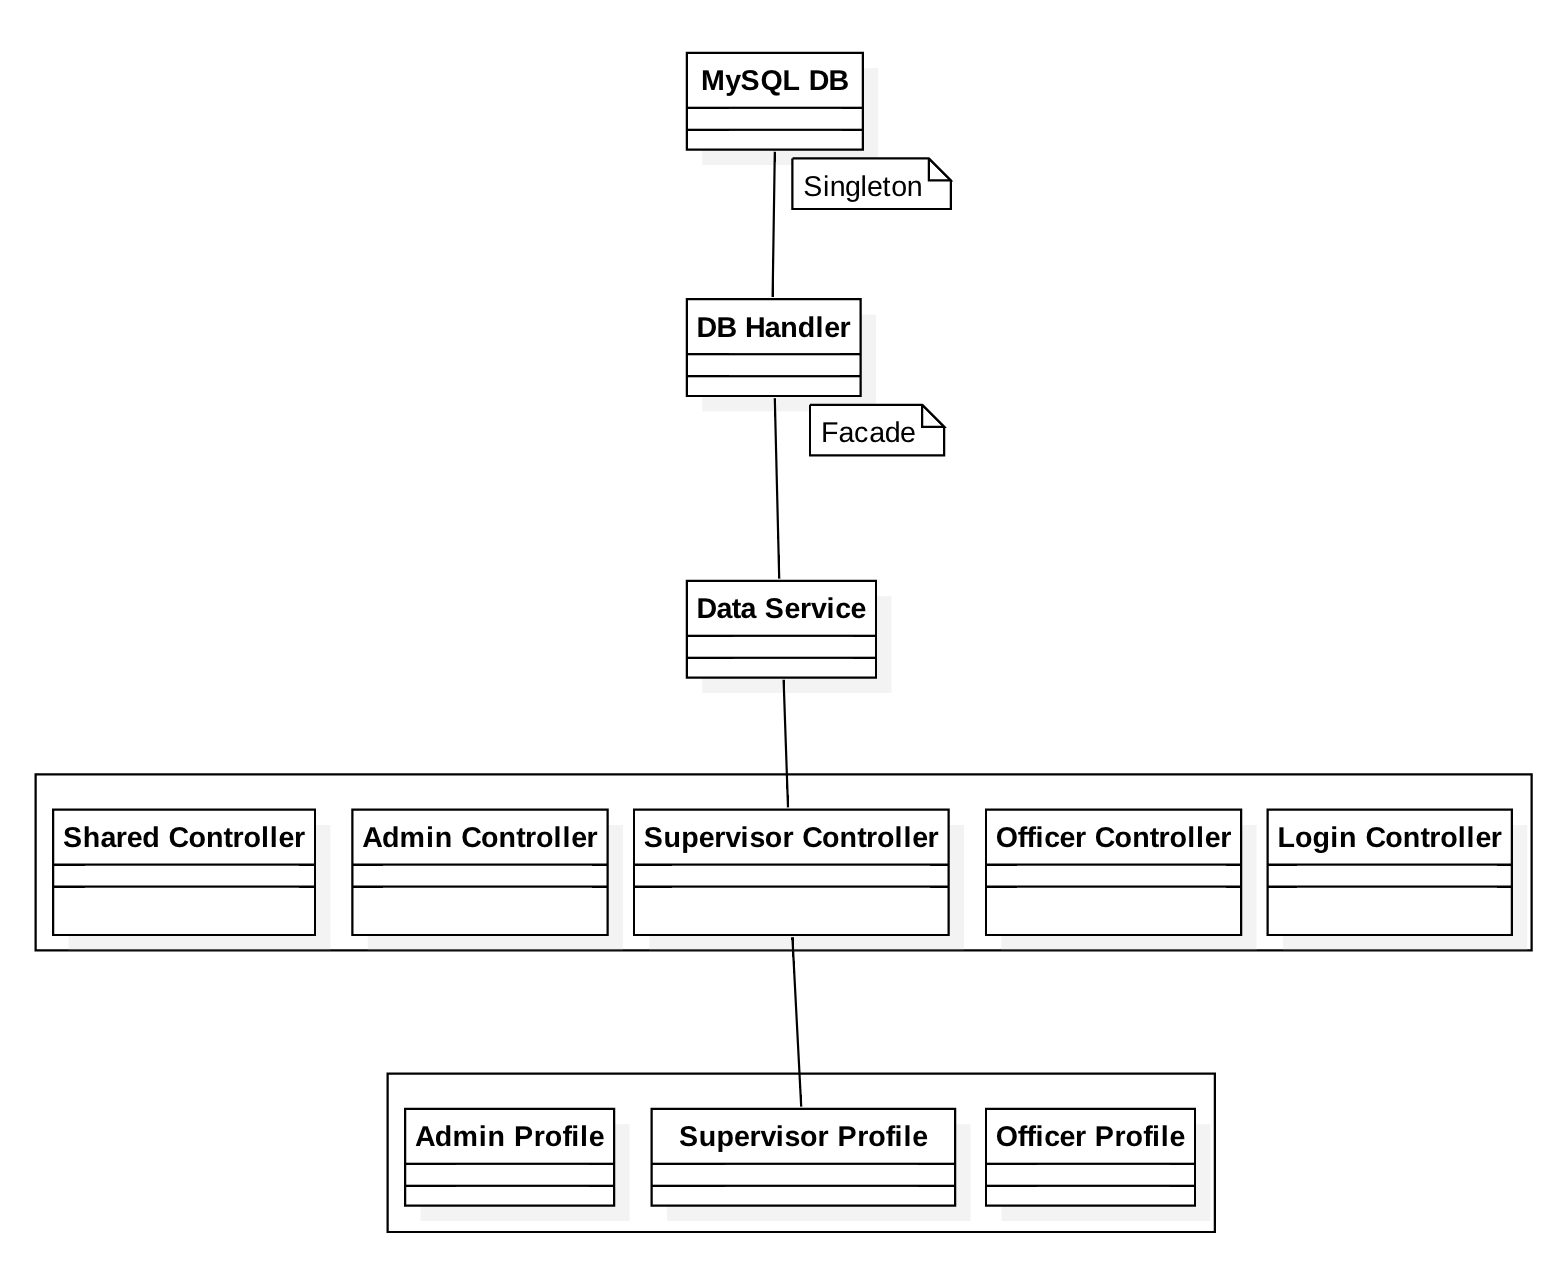 MySQL DB
Singleton
DB Handler
Facade
Data Service
Shared Controller
Admin Controller
Supervisor Controller
Officer Controller
Login Controller
Admin Profile
Supervisor Profile
Officer Profile